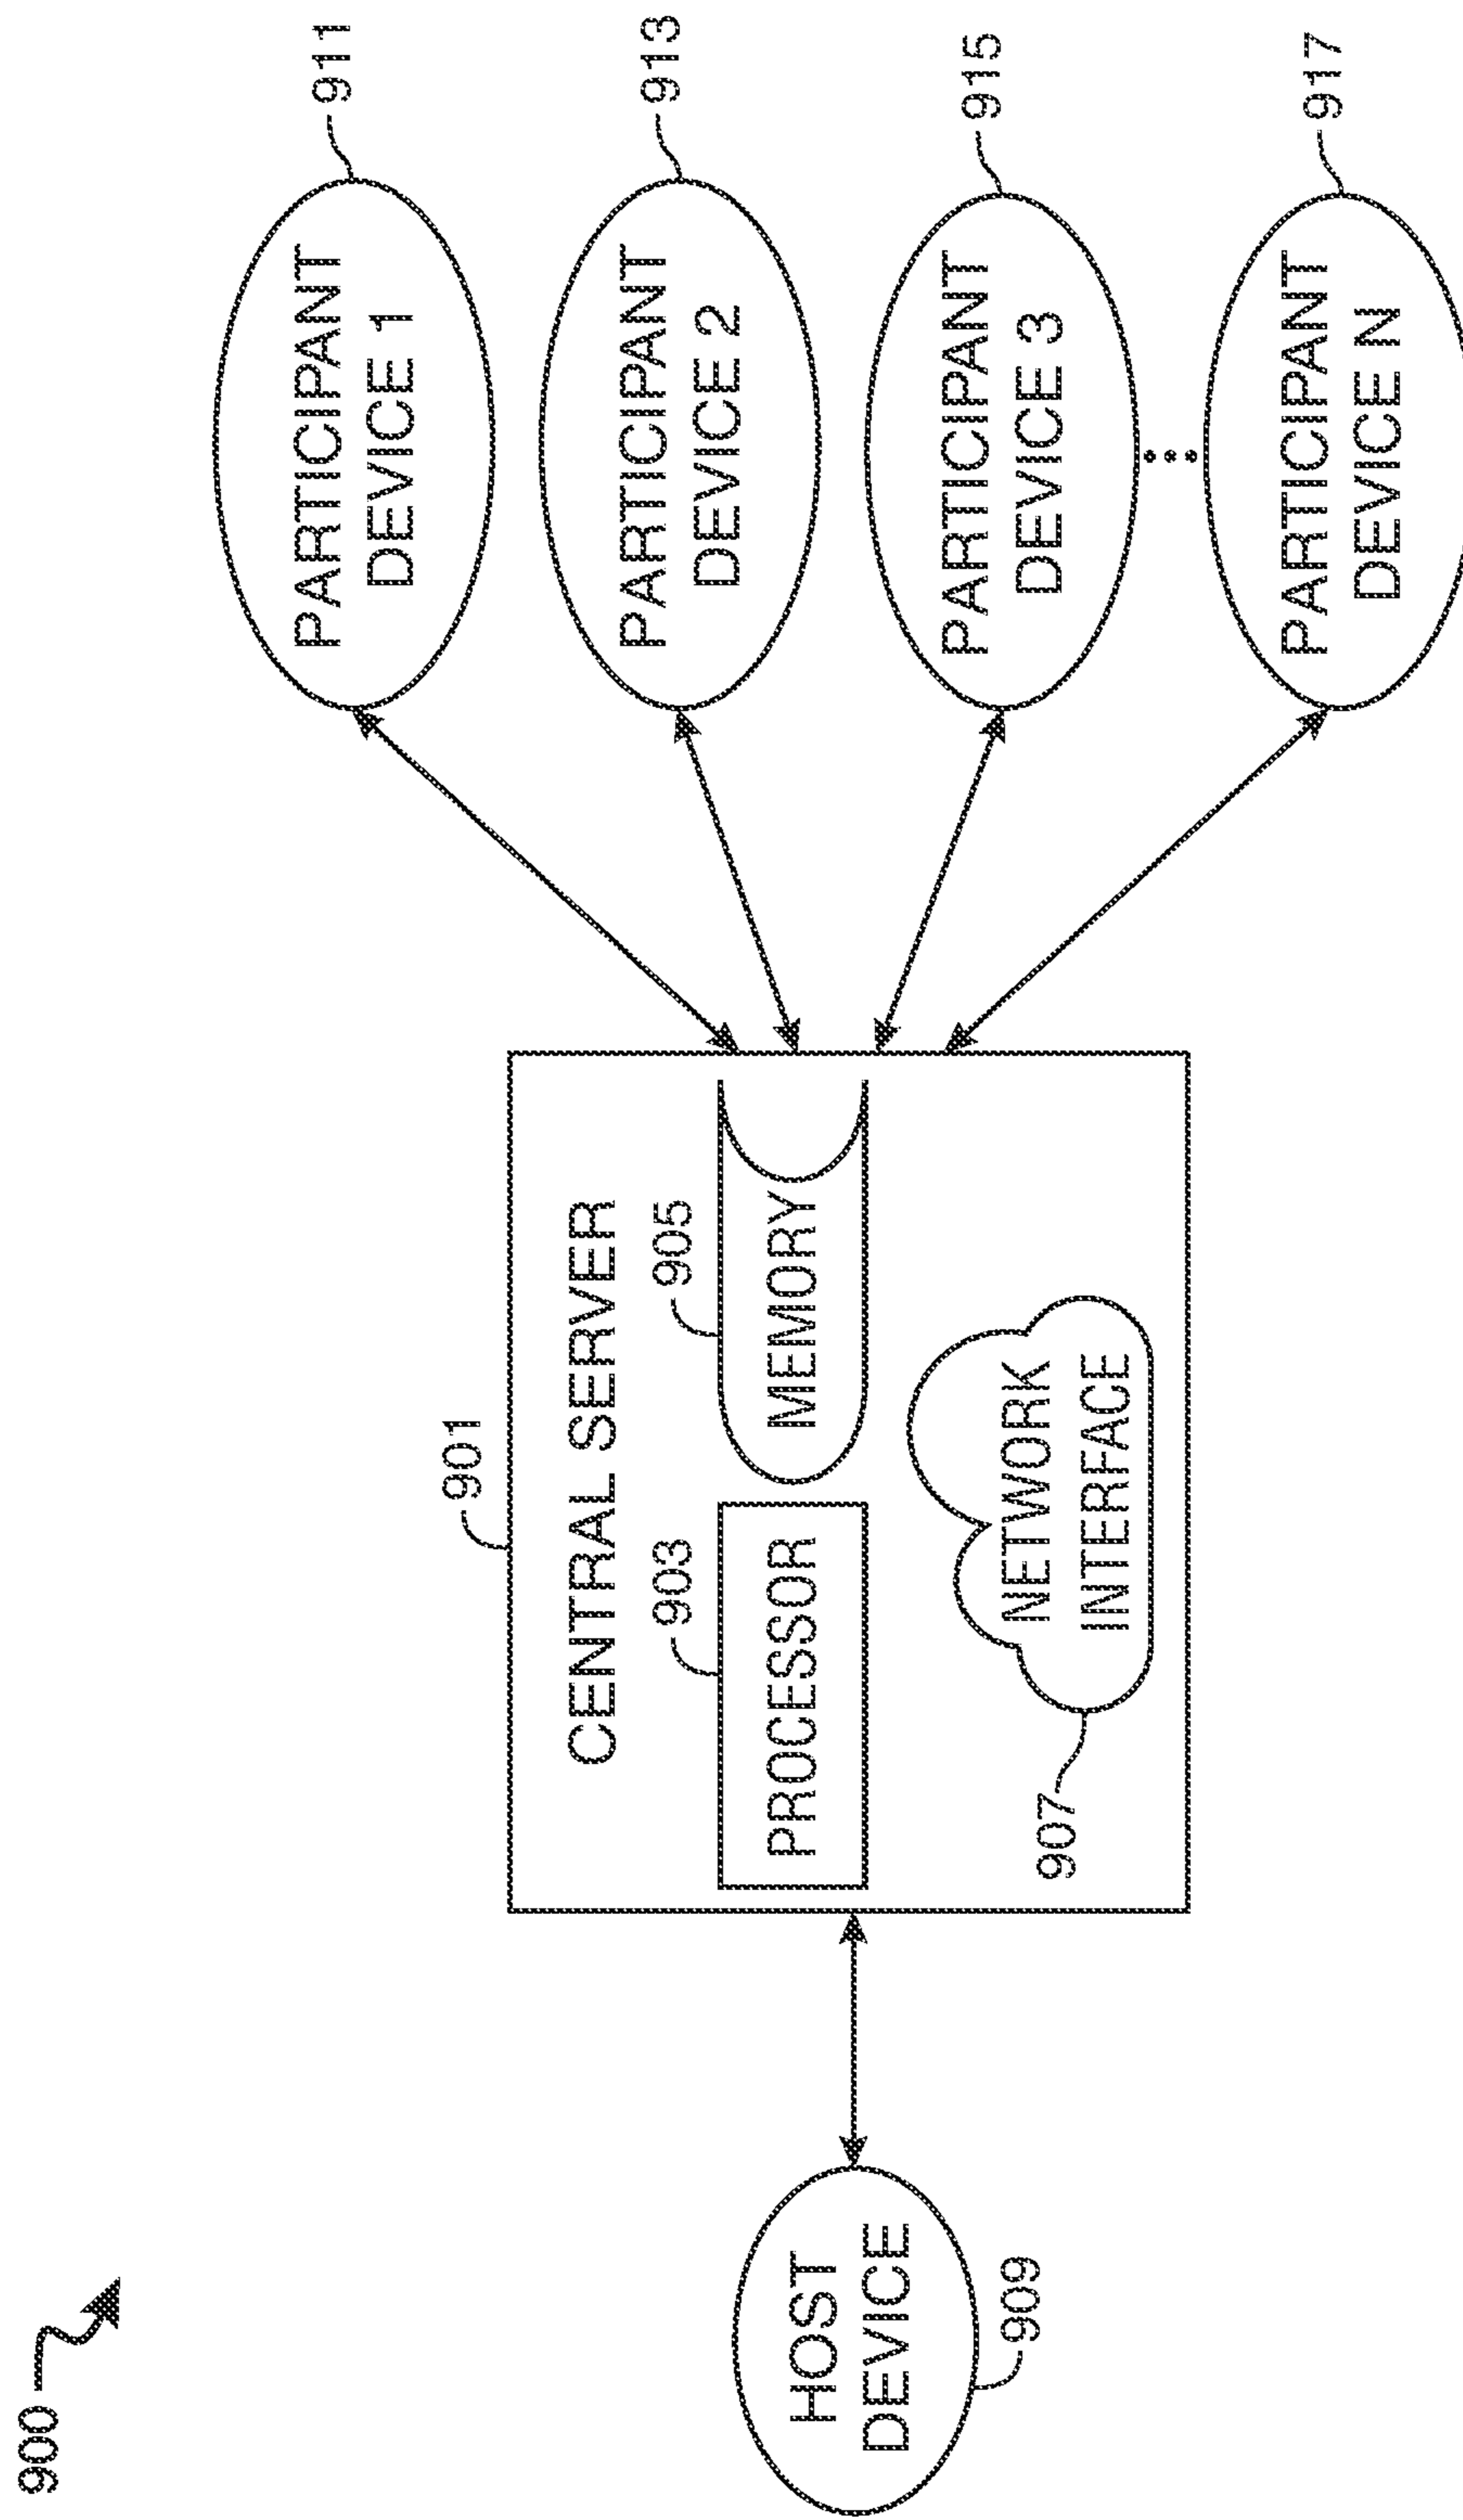 900
HOST
DEVICE
909
901
CENTRAL SERVER
903
PROCESSOR
905
MEMORY
907
NETWORK
INTERFACE
PARTICIPANT
DEVICE 1
911
PARTICIPANT
DEVICE 2
913
PARTICIPANT
DEVICE 3
915
PARTICIPANT
DEVICE N
917